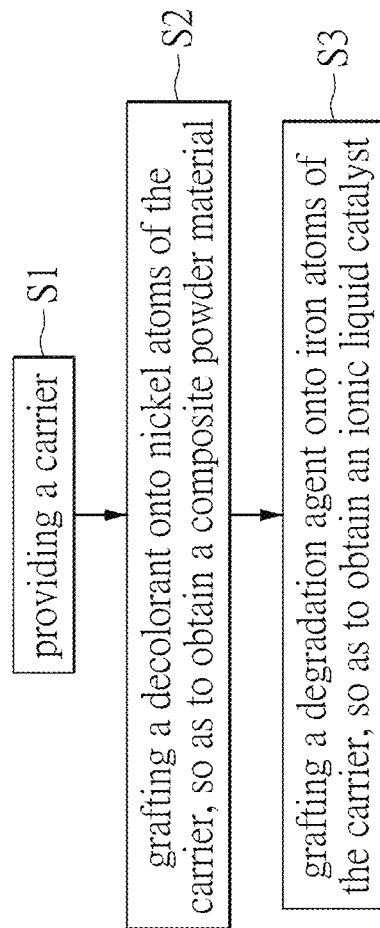 providing a carrier
S1
grafting a decolorant onto nickel atoms of the
carrier, so as to obtain a composite powder material
S2
grafting a degradation agent onto iron atoms of
the carrier, so as to obtain an ionic liquid catalyst
S3